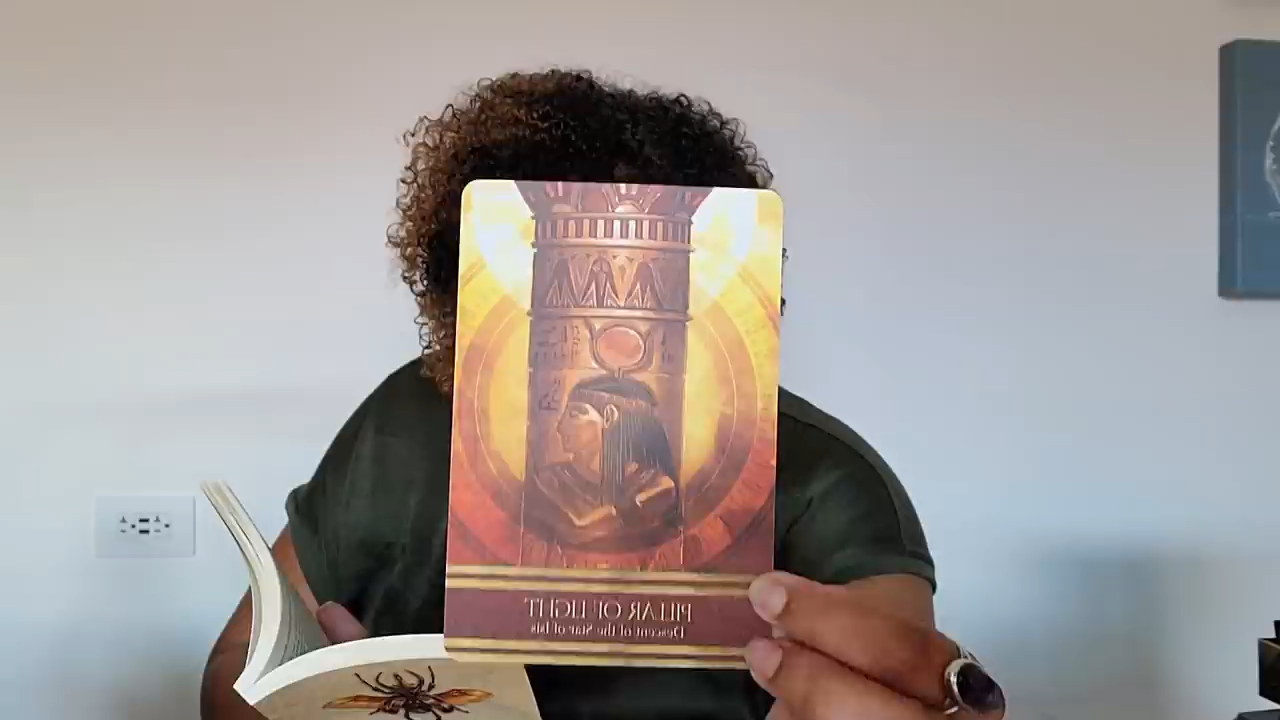 PILLAR OF LIGHT
Descent of the Star of Isis